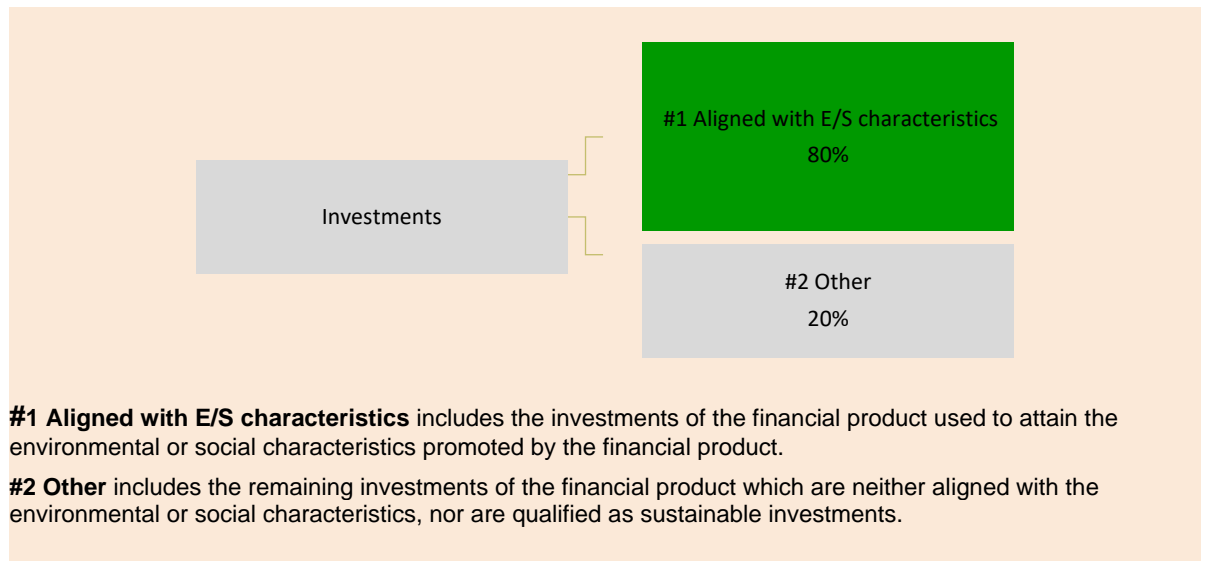 #1 Aligned with E/S characteristics
80%
Investments
#2 Other
20%
#1 Aligned with E/S characteristics includes the investments of the financial product used to attain the
environmental or social characteristics promoted by the financial product.
#2 Other includes the remaining investments of the financial product which are neither aligned with the
environmental or social characteristics, nor are qualified as sustainable investments.